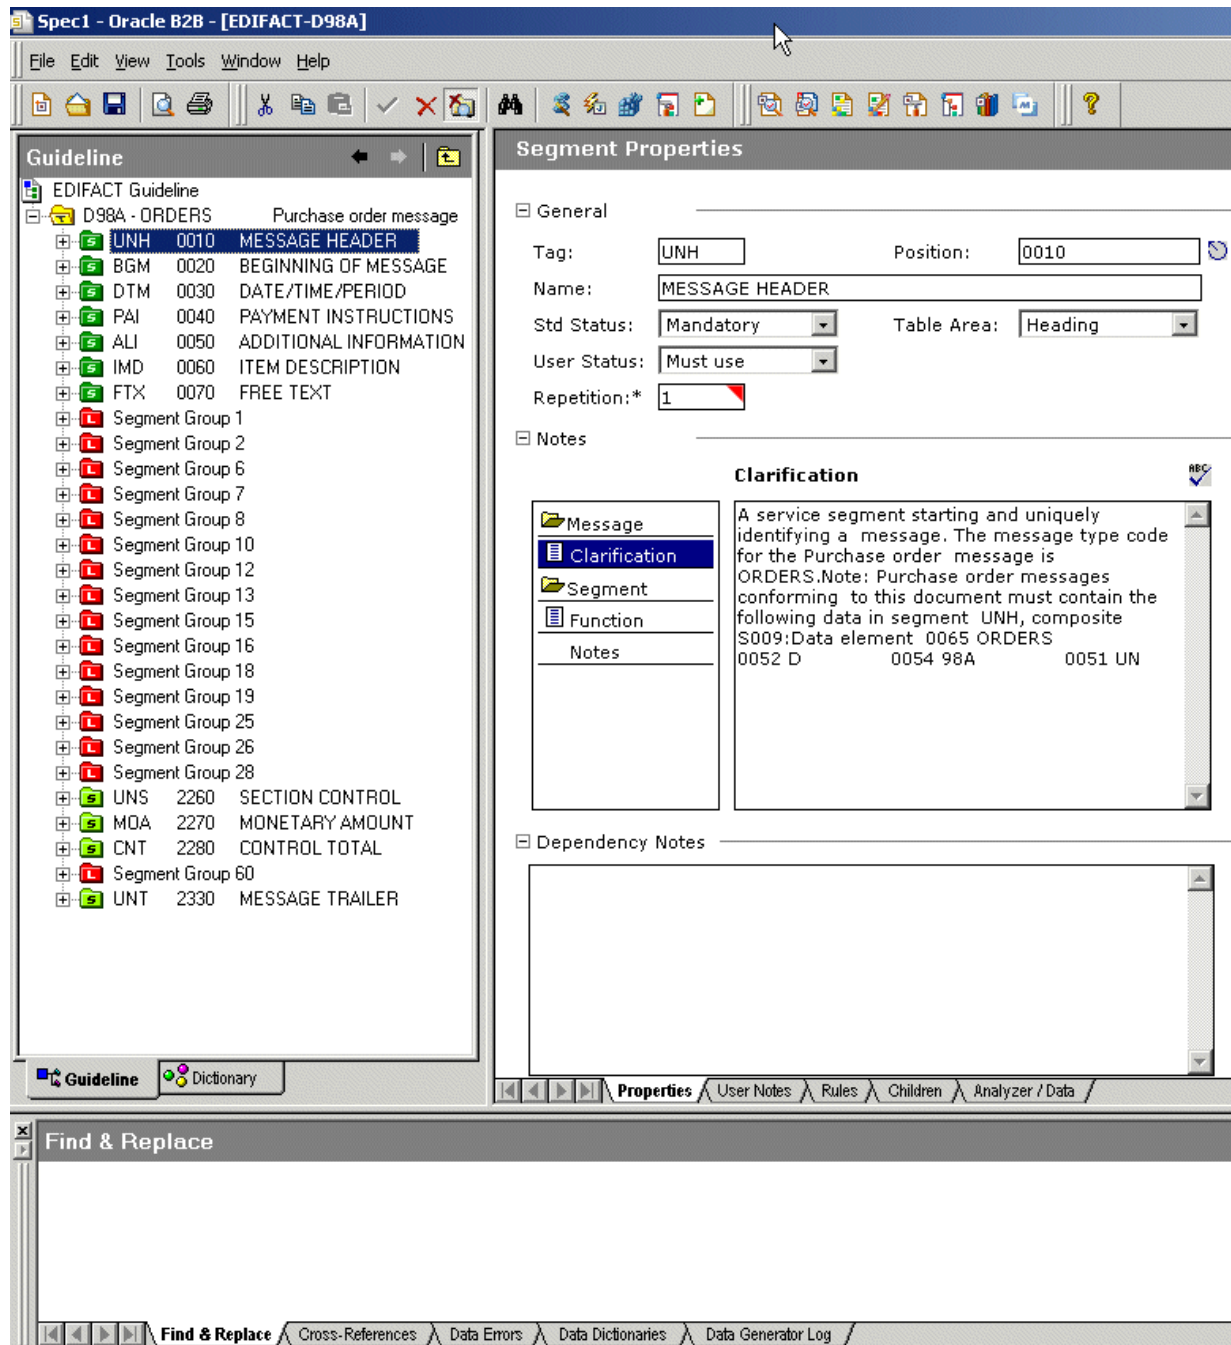 Spec1 - Oracle B2B - [EDIFACT-D98A]
File Edit View Tools Window Help
Guideline
EDIFACT Guideline
D98A - ORDERS Purchase order message
UNH 0010 MESSAGE HEADER
BGM 0020 BEGINNING OF MESSAGE
DTM 0030 DATE/TIME/PERIOD
PAI 0040 PAYMENT INSTRUCTIONS
ALI 0050 ADDITIONAL INFORMATION
IMD 0060 ITEM DESCRIPTION
FTX 0070 FREE TEXT
Segment Group 1
Segment Group 2
Segment Group 6
Segment Group 7
Segment Group 8
Segment Group 10
Segment Group 12
Segment Group 13
Segment Group 15
Segment Group 16
Segment Group 18
Segment Group 19
Segment Group 25
Segment Group 26
Segment Group 28
UNS 2260 SECTION CONTROL
MOA 2270 MONETARY AMOUNT
CNT 2280 CONTROL TOTAL
Segment Group 60
UNT 2330 MESSAGE TRAILER
Guideline Dictionary
Segment Properties
General
Tag: UNH Position: 0010
Name: MESSAGE HEADER
Std Status: Mandatory Table Area: Heading
User Status: Must use
Repetition:* 1
Notes
Clarification
ABC
Message
Clarification
Segment
Function
Notes
A service segment starting and uniquely
identifying a message. The message type code
for the Purchase order message is
ORDERS.Note: Purchase order messages
conforming to this document must contain the
following data in segment UNH, composite
S009:Data element 0065 ORDERS
0052 D 0054 98A 0051 UN
Dependency Notes
Properties User Notes Rules Children Analyzer / Data
Find & Replace
Find & Replace Cross-References Data Errors Data Dictionaries Data Generator Log